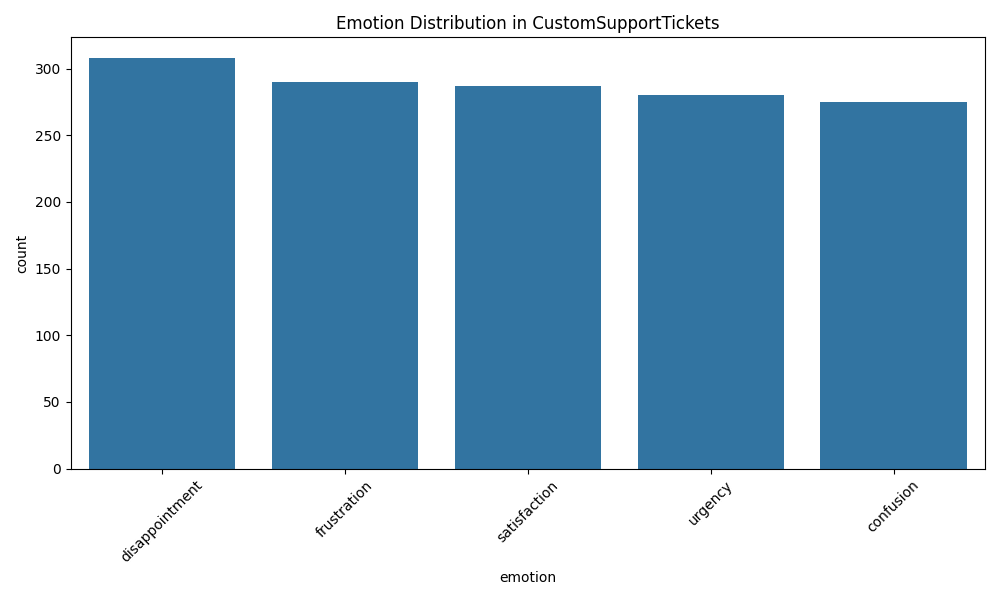 Emotion Distribution in CustomSupportTickets
300
250
200
150
100
50
0
count
disappointment
frustration
satisfaction
urgency
confusion
emotion